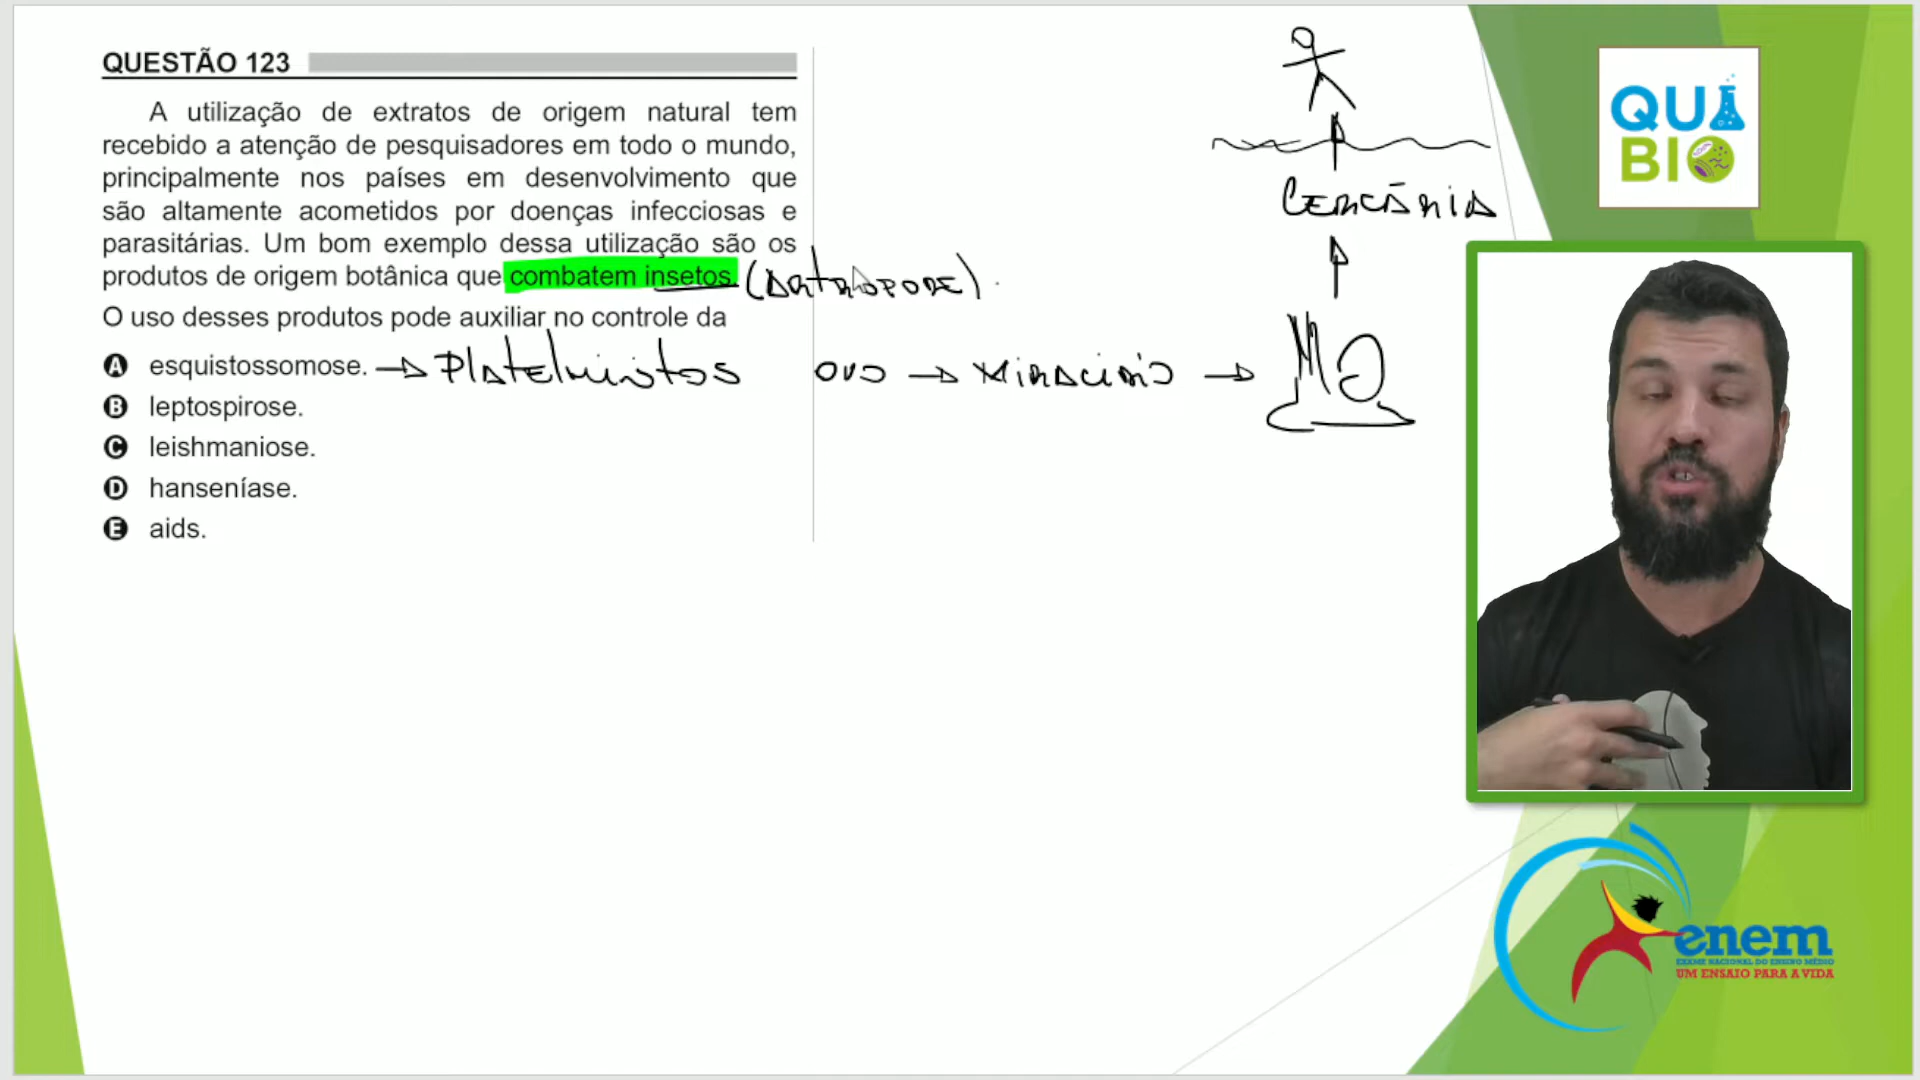 QUESTÃO 123
A utilização de extratos de origem natural tem
recebido a atenção de pesquisadores em todo o mundo,
principalmente nos países em desenvolvimento que
são altamente acometidos por doenças infecciosas e
parasitárias. Um bom exemplo dessa utilização são os
produtos de origem botânica que combatem insetos. (ARTRÓPODE).
O uso desses produtos pode auxiliar no controle da
A esquistossomose. → Platelmintos OVO → MIRACÍDIO →
B leptospirose.
C leishmaniose.
D hanseníase.
E aids.
CERCÁRIA
QUÍ
BIO
enem
EXAME NACIONAL DO ENSINO MÉDIO
UM ENSAIO PARA A VIDA